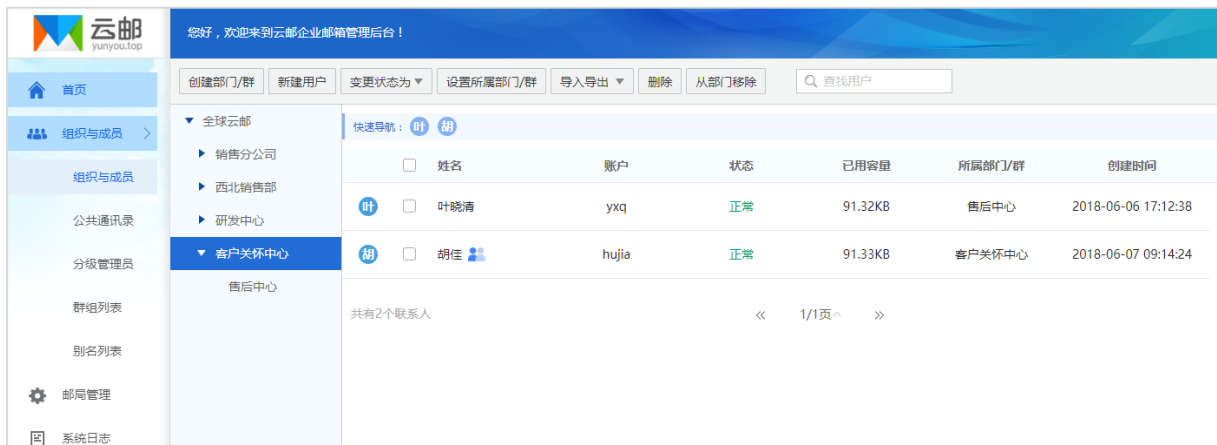 云邮
yunyou.top
您好，欢迎来到云邮企业邮箱管理后台！
首页
组织与成员
组织与成员
公共通讯录
分级管理员
群组列表
别名列表
邮局管理
系统日志
创建部门/群 新建用户 变更状态为 设置所属部门/群 导入导出 删除 从部门移除 查找用户
全球云邮
销售分公司
西北销售部
研发中心
客户关怀中心
售后中心
快速导航： 叶 胡
姓名 账户 状态 已用容量 所属部门/群 创建时间
叶 叶晓清 yxq 正常 91.32KB 售后中心 2018-06-06 17:12:38
胡 胡佳 hujia 正常 91.33KB 客户关怀中心 2018-06-07 09:14:24
共有2个联系人 « 1/1页 »